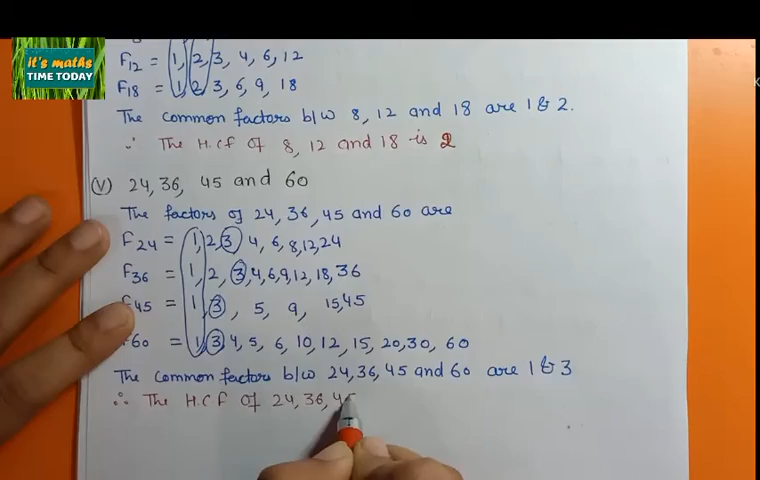 it's maths
TIME TODAY
F12 = 1, 2, 3, 4, 6, 12
F18 = 1, 2, 3, 6, 9, 18
The common factors b/w 8, 12 and 18 are 1 & 2.
∴ The H.C.F of 8, 12 and 18 is 2
(V) 24, 36, 45 and 60
The factors of 24, 36, 45 and 60 are
F24 = 1, 2, 3, 4, 6, 8, 12, 24
F36 = 1, 2, 3, 4, 6, 9, 12, 18, 36
F45 = 1, 3, 5, 9, 15, 45
F60 = 1, 3, 4, 5, 6, 10, 12, 15, 20, 30, 60
The common factors b/w 24, 36, 45 and 60 are 1 & 3
∴ The H.C.F of 24, 36, 45